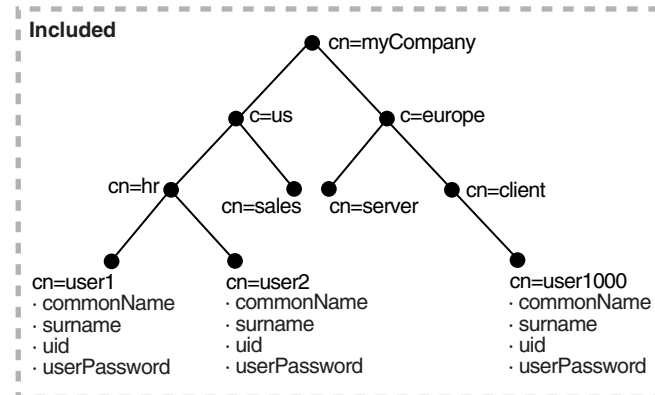 Included
cn=myCompany
c=us
c=europe
cn=hr
cn=sales
cn=server
cn=client
cn=user1
· commonName
· surname
· uid
· userPassword
cn=user2
· commonName
· surname
· uid
· userPassword
cn=user1000
· commonName
· surname
· uid
· userPassword